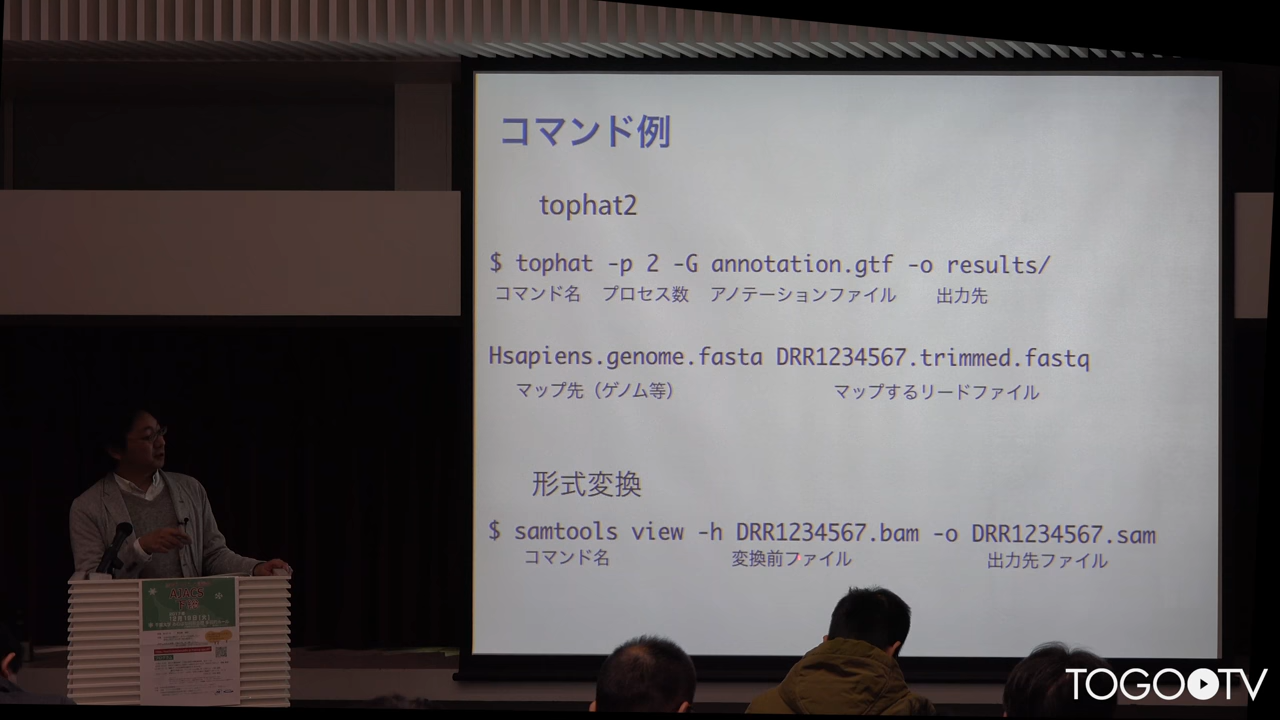 コマンド例
tophat2
$ tophat -p 2 -G annotation.gtf -o results/
コマンド名 プロセス数 アノテーションファイル 出力先
Hsapiens.genome.fasta DRR1234567.trimmed.fastq
マップ先（ゲノム等） マップするリードファイル
形式変換
$ samtools view -h DRR1234567.bam -o DRR1234567.sam
コマンド名 変換前ファイル 出力先ファイル
AJACS
TOGO TV